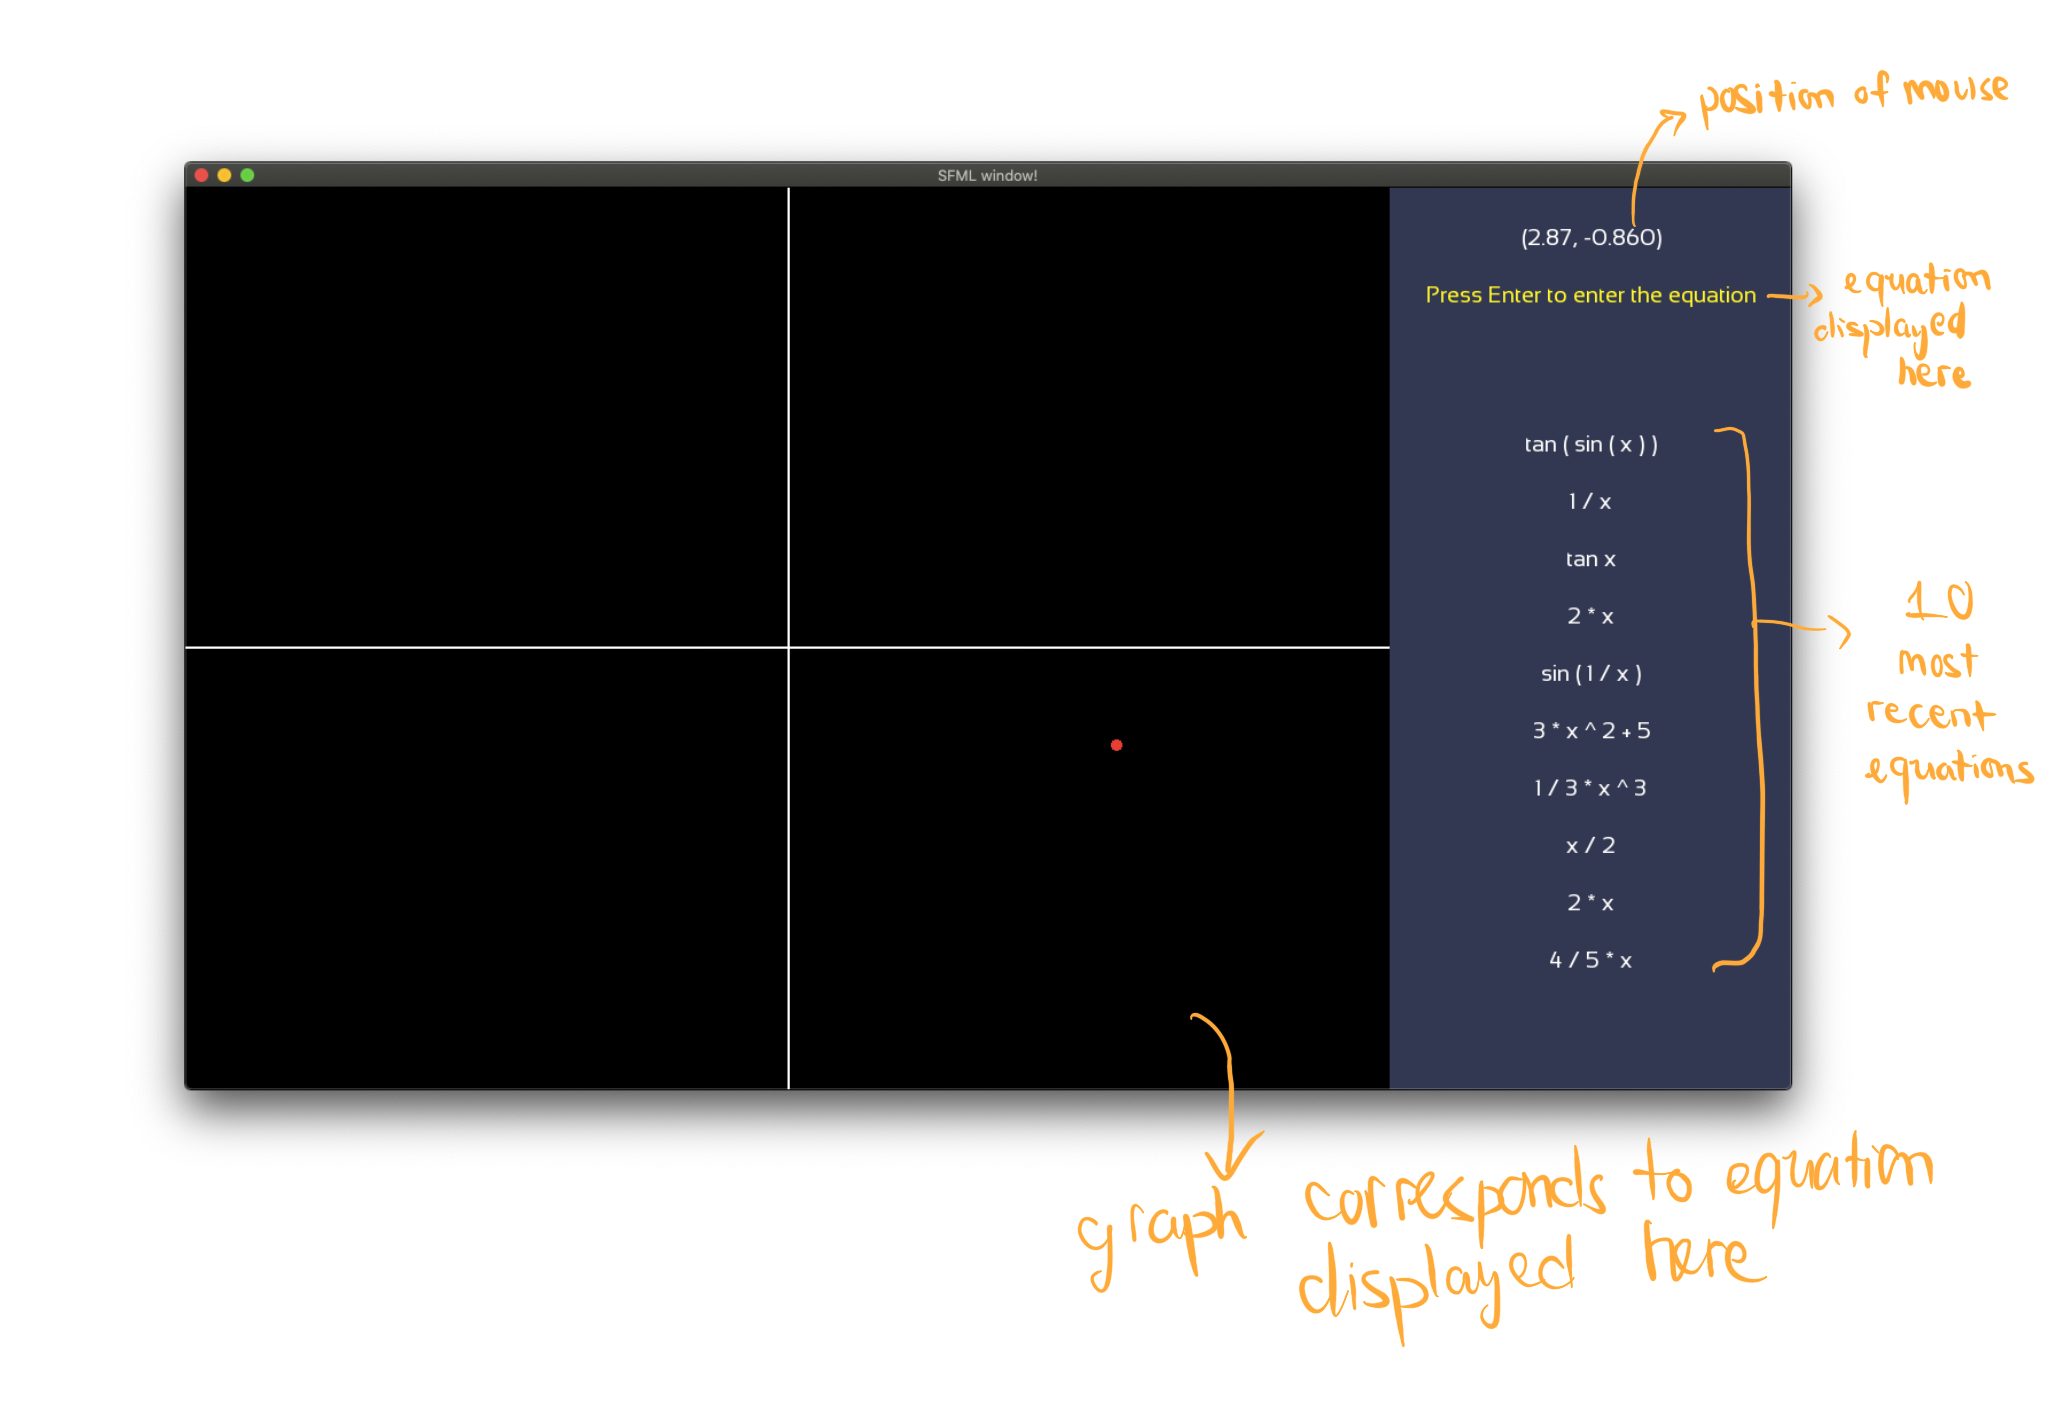 position of mouse
SFML window!
(2.87, -0.860)
Press Enter to enter the equation
equation
displayed
here
tan ( sin ( x ) )
1 / x
tan x
2 * x
sin ( 1 / x )
3 * x ^ 2 + 5
1 / 3 * x ^ 3
x / 2
2 * x
4 / 5 * x
10
most
recent
equations
graph corresponds to equation
displayed here